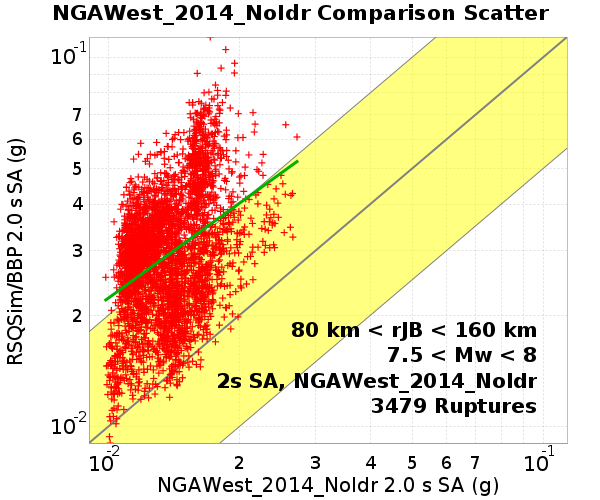 NGAWest_2014_NoIdr Comparison Scatter
10-1
7
6
5
4
3
2
10-2
RSQSim/BBP 2.0 s SA (g)
80 km < rJB < 160 km
7.5 < Mw < 8
2s SA, NGAWest_2014_NoIdr
3479 Ruptures
10-2 2 3 4 5 6 7 10-1
NGAWest_2014_NoIdr 2.0 s SA (g)